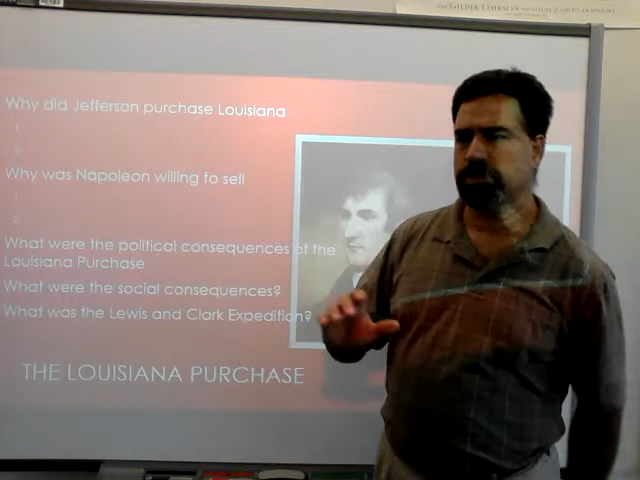 THE GILDER LEHRMAN INSTITUTE of AMERICAN HISTORY
Why did Jefferson purchase Louisiana
Why was Napoleon willing to sell
What were the political consequences of the
Louisiana Purchase
What were the social consequences?
What was the Lewis and Clark Expedition?
THE LOUISIANA PURCHASE